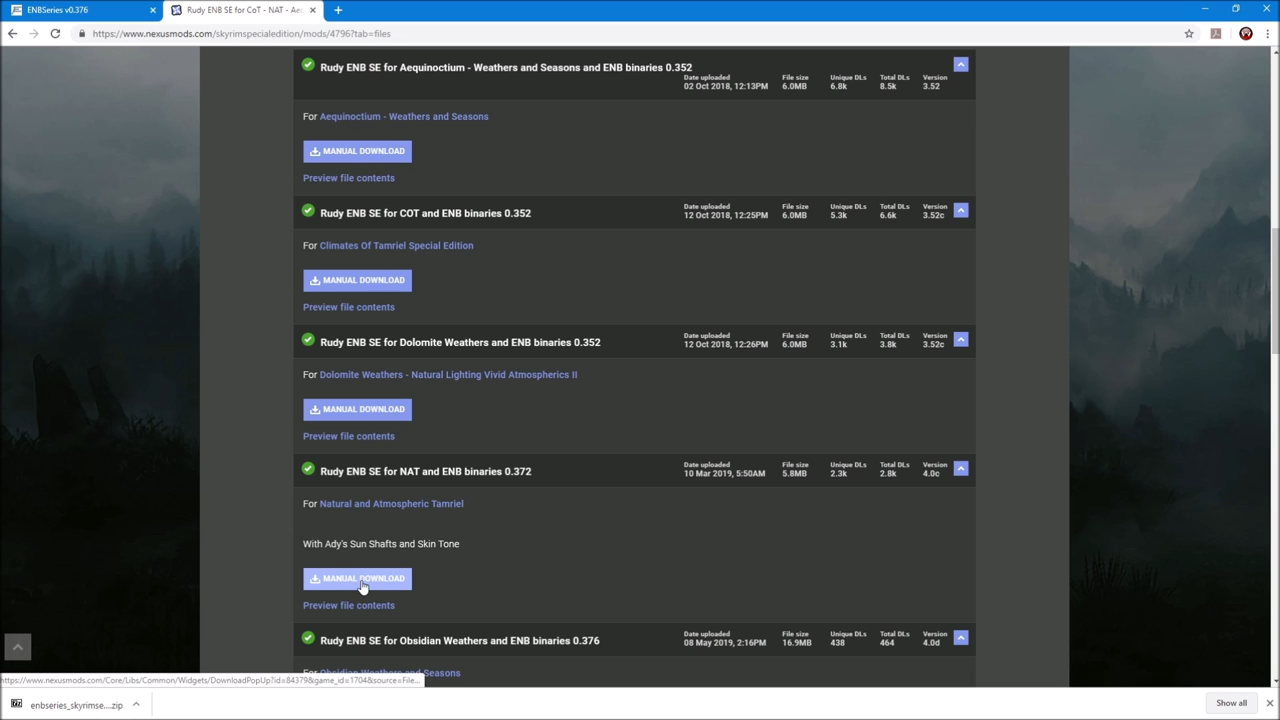 ENBSeries v0.376
Rudy ENB SE for CoT - NAT - Aeq
https://www.nexusmods.com/skyrimspecialedition/mods/4796?tab=files
Rudy ENB SE for Aequinoctium - Weathers and Seasons and ENB binaries 0.352
Date uploaded File size Unique DLs Total DLs Version
02 Oct 2018, 12:13PM 6.0MB 6.8k 8.5k 3.52
For Aequinoctium - Weathers and Seasons
MANUAL DOWNLOAD
Preview file contents
Rudy ENB SE for COT and ENB binaries 0.352
Date uploaded File size Unique DLs Total DLs Version
12 Oct 2018, 12:25PM 6.0MB 5.3k 6.6k 3.52c
For Climates Of Tamriel Special Edition
MANUAL DOWNLOAD
Preview file contents
Rudy ENB SE for Dolomite Weathers and ENB binaries 0.352
Date uploaded File size Unique DLs Total DLs Version
12 Oct 2018, 12:26PM 6.0MB 3.1k 3.8k 3.52c
For Dolomite Weathers - Natural Lighting Vivid Atmospherics II
MANUAL DOWNLOAD
Preview file contents
Rudy ENB SE for NAT and ENB binaries 0.372
Date uploaded File size Unique DLs Total DLs Version
10 Mar 2019, 5:50AM 5.8MB 2.3k 2.8k 4.0c
For Natural and Atmospheric Tamriel
With Ady's Sun Shafts and Skin Tone
MANUAL DOWNLOAD
Preview file contents
Rudy ENB SE for Obsidian Weathers and ENB binaries 0.376
Date uploaded File size Unique DLs Total DLs Version
08 May 2019, 2:16PM 16.9MB 438 464 4.0d
For Obsidian Weathers and Seasons
https://www.nexusmods.com/Core/Libs/Common/Widgets/DownloadPopUp?id=84379&game_id=1704&source=File...
enbseries_skyrimse....zip
Show all